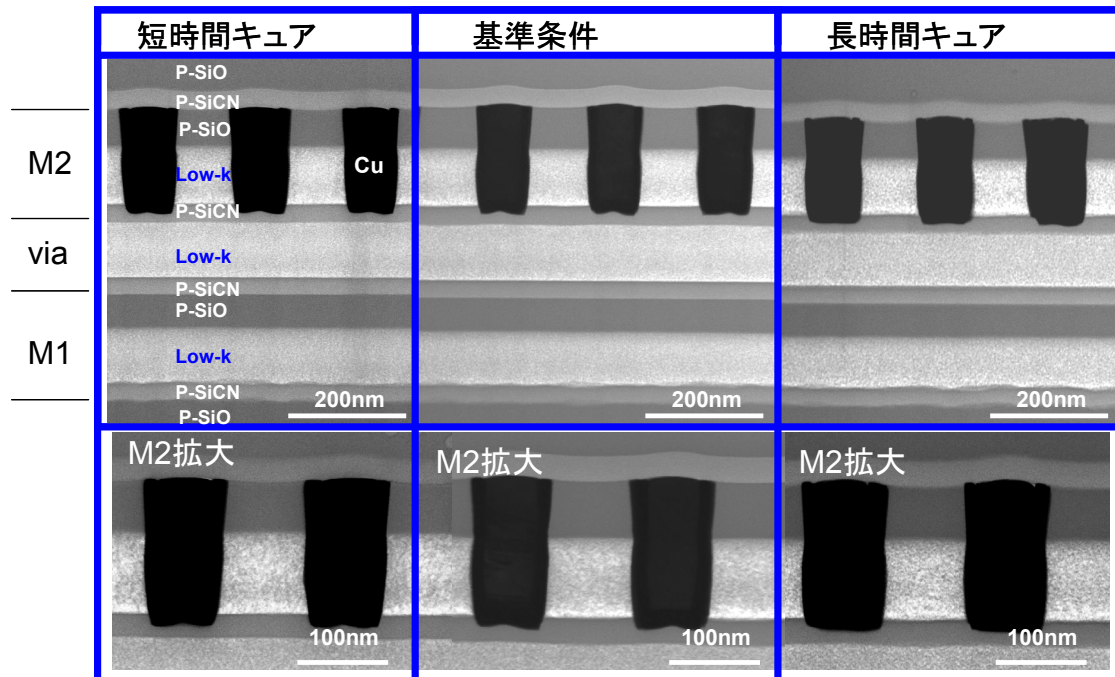 短時間キュア
基準条件
長時間キュア
P-SiO
P-SiCN
P-SiO
M2
Low-k
Cu
P-SiCN
via
Low-k
P-SiCN
P-SiO
M1
Low-k
P-SiCN
P-SiO
200nm
200nm
200nm
M2拡大
M2拡大
M2拡大
100nm
100nm
100nm